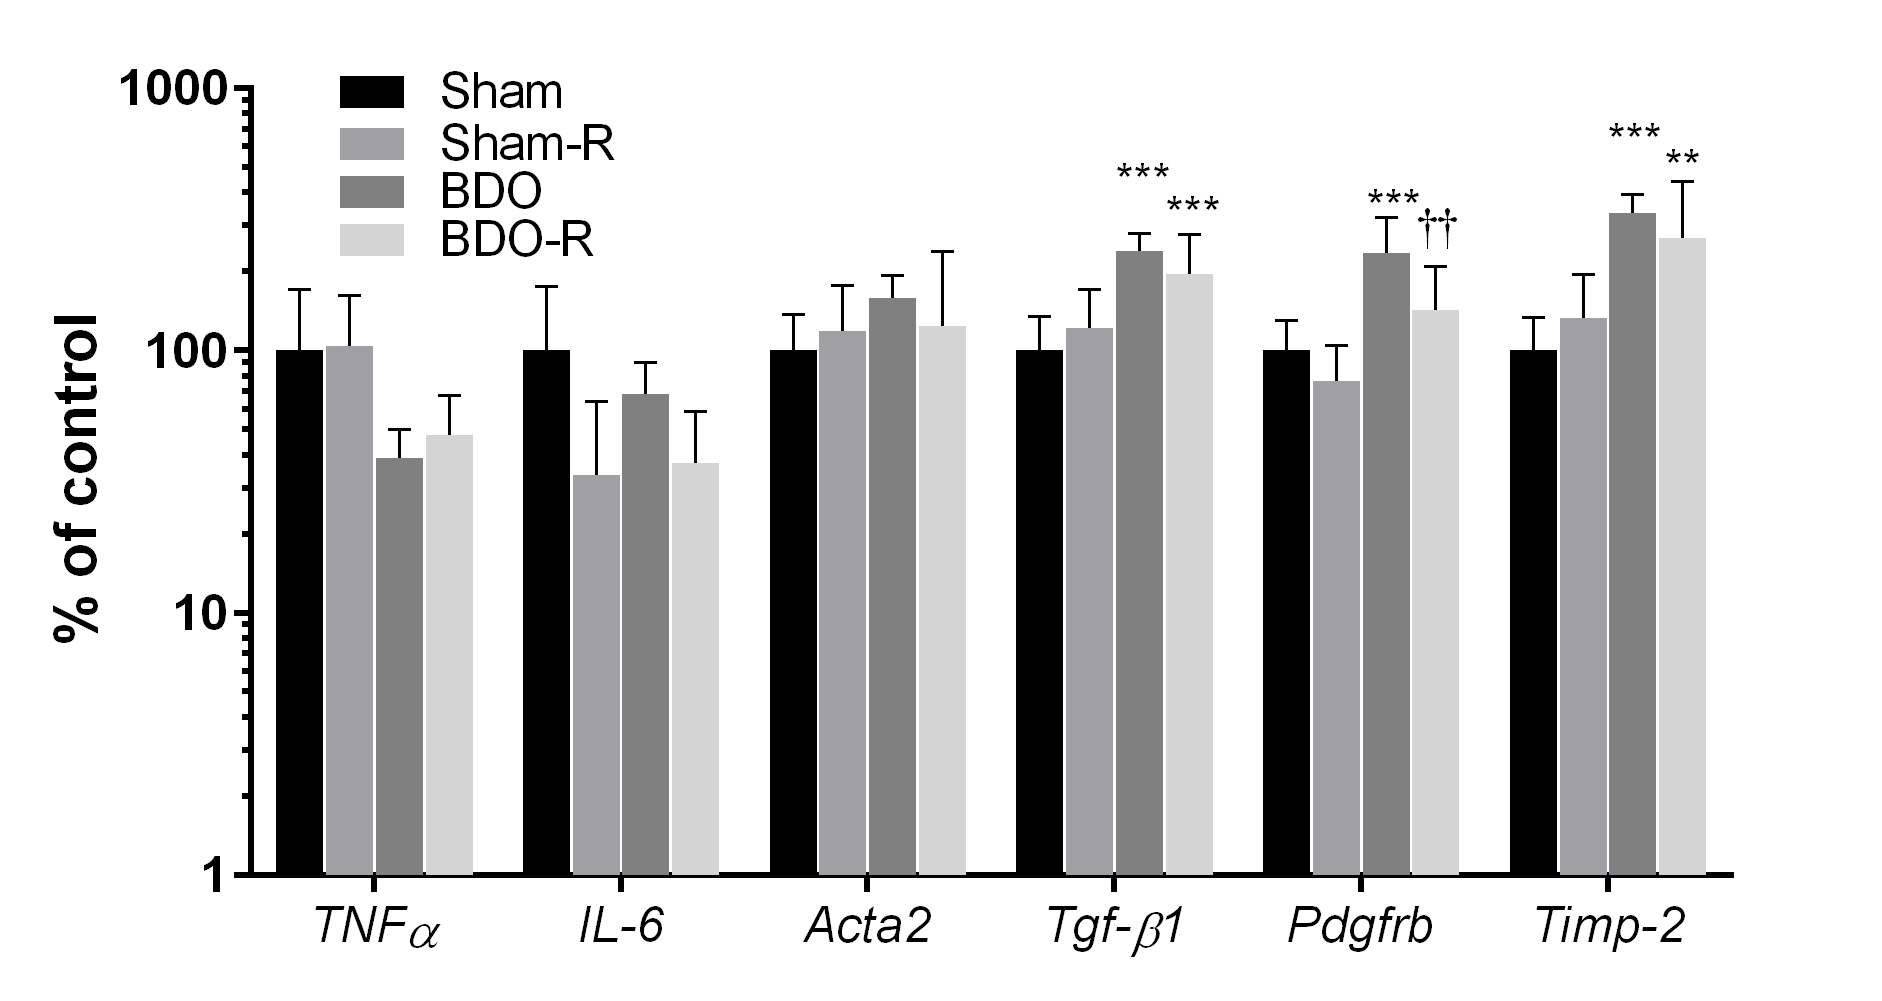 1000
100
10
1
% of control
Sham
Sham-R
BDO
BDO-R
***
***
***
††
***
**
TNFα
IL-6
Acta2
Tgf-β1
Pdgfrb
Timp-2